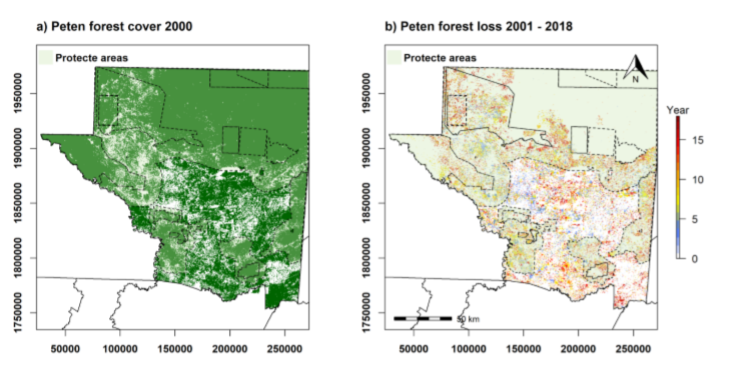 a) Peten forest cover 2000
b) Peten forest loss 2001 - 2018
Protecte areas
1950000
1900000
1850000
1800000
1750000
50000 100000 150000 200000 250000
Protecte areas
N
1950000
1900000
1850000
1800000
1750000
km
50000 100000 150000 200000 250000
Year
15
10
5
0